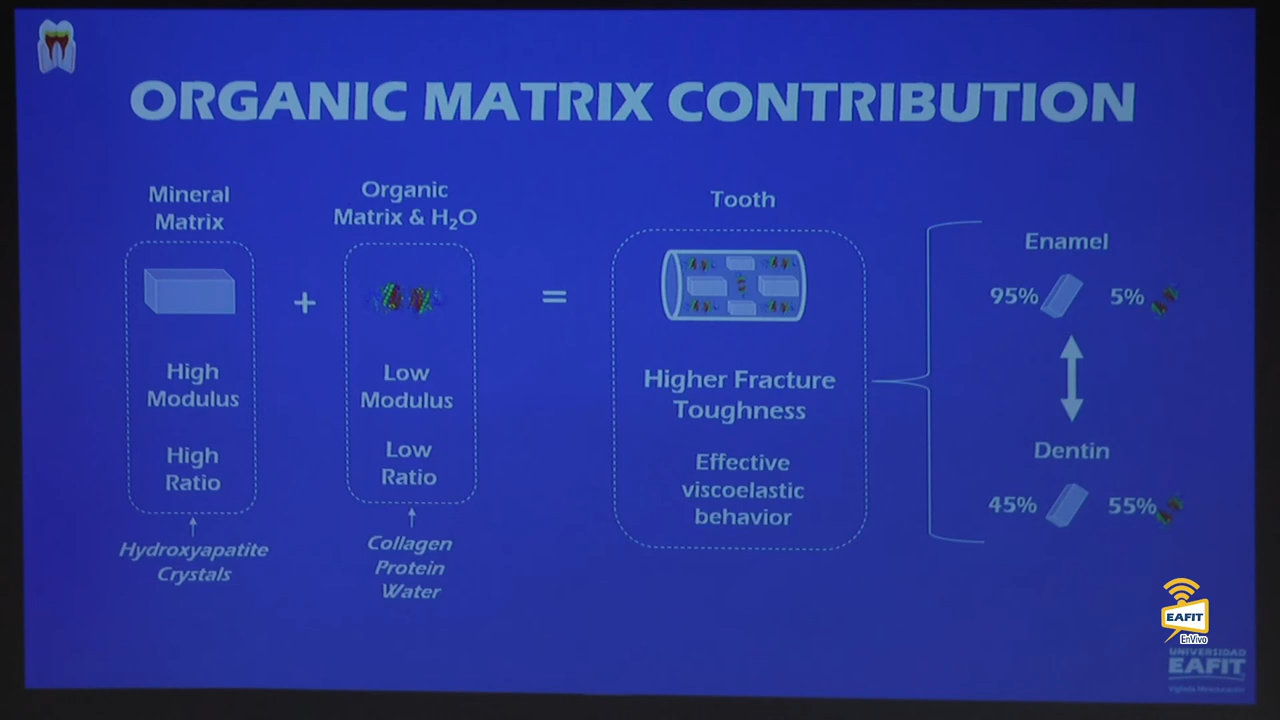 ORGANIC MATRIX CONTRIBUTION
Mineral
Matrix
High
Modulus
High
Ratio
Hydroxyapatite
Crystals
+
Organic
Matrix & H₂O
Low
Modulus
Low
Ratio
Collagen
Protein
Water
=
Tooth
Higher Fracture
Toughness
Effective
viscoelastic
behavior
Enamel
95% 5%
Dentin
45% 55%
EAFIT
EnVivo
UNIVERSIDAD
EAFIT